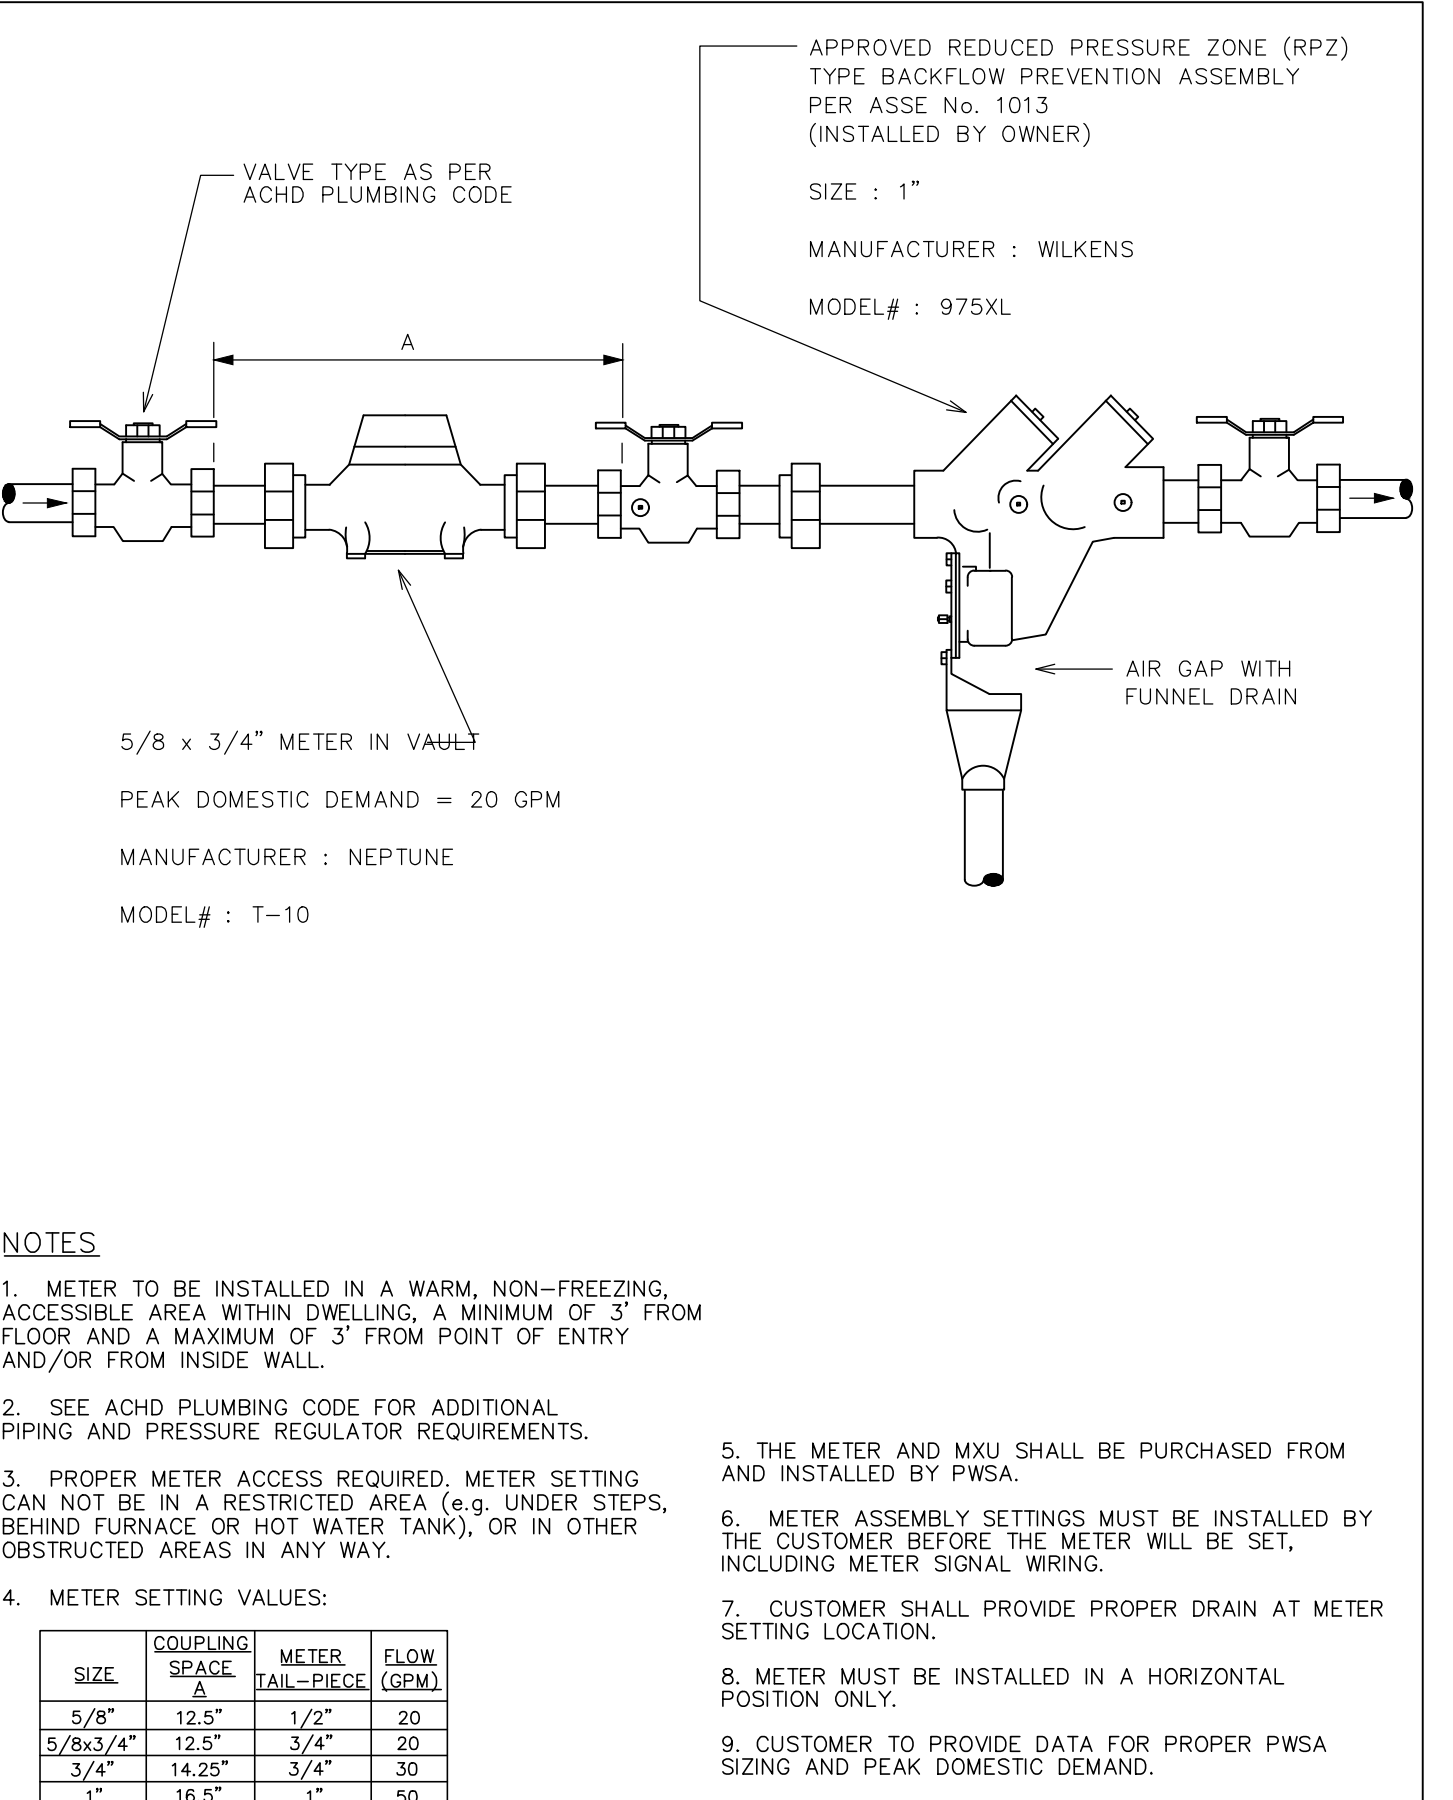 APPROVED REDUCED PRESSURE ZONE (RPZ)
TYPE BACKFLOW PREVENTION ASSEMBLY
PER ASSE No. 1013
(INSTALLED BY OWNER)
SIZE : 1”
MANUFACTURER : WILKENS
MODEL# : 975XL
VALVE TYPE AS PER
ACHD PLUMBING CODE
A
AIR GAP WITH
FUNNEL DRAIN
5/8 x 3/4” METER IN VAULT
PEAK DOMESTIC DEMAND = 20 GPM
MANUFACTURER : NEPTUNE
MODEL# : T-10
NOTES
1. METER TO BE INSTALLED IN A WARM, NON-FREEZING,
ACCESSIBLE AREA WITHIN DWELLING, A MINIMUM OF 3' FROM
FLOOR AND A MAXIMUM OF 3' FROM POINT OF ENTRY
AND/OR FROM INSIDE WALL.
2. SEE ACHD PLUMBING CODE FOR ADDITIONAL
PIPING AND PRESSURE REGULATOR REQUIREMENTS.
3. PROPER METER ACCESS REQUIRED. METER SETTING
CAN NOT BE IN A RESTRICTED AREA (e.g. UNDER STEPS,
BEHIND FURNACE OR HOT WATER TANK), OR IN OTHER
OBSTRUCTED AREAS IN ANY WAY.
4. METER SETTING VALUES:
SIZE COUPLING SPACE A METER TAIL-PIECE FLOW (GPM)
5/8” 12.5” 1/2” 20
5/8x3/4” 12.5” 3/4” 20
3/4” 14.25” 3/4” 30
1” 16.5” 1” 50
5. THE METER AND MXU SHALL BE PURCHASED FROM
AND INSTALLED BY PWSA.
6. METER ASSEMBLY SETTINGS MUST BE INSTALLED BY
THE CUSTOMER BEFORE THE METER WILL BE SET,
INCLUDING METER SIGNAL WIRING.
7. CUSTOMER SHALL PROVIDE PROPER DRAIN AT METER
SETTING LOCATION.
8. METER MUST BE INSTALLED IN A HORIZONTAL
POSITION ONLY.
9. CUSTOMER TO PROVIDE DATA FOR PROPER PWSA
SIZING AND PEAK DOMESTIC DEMAND.